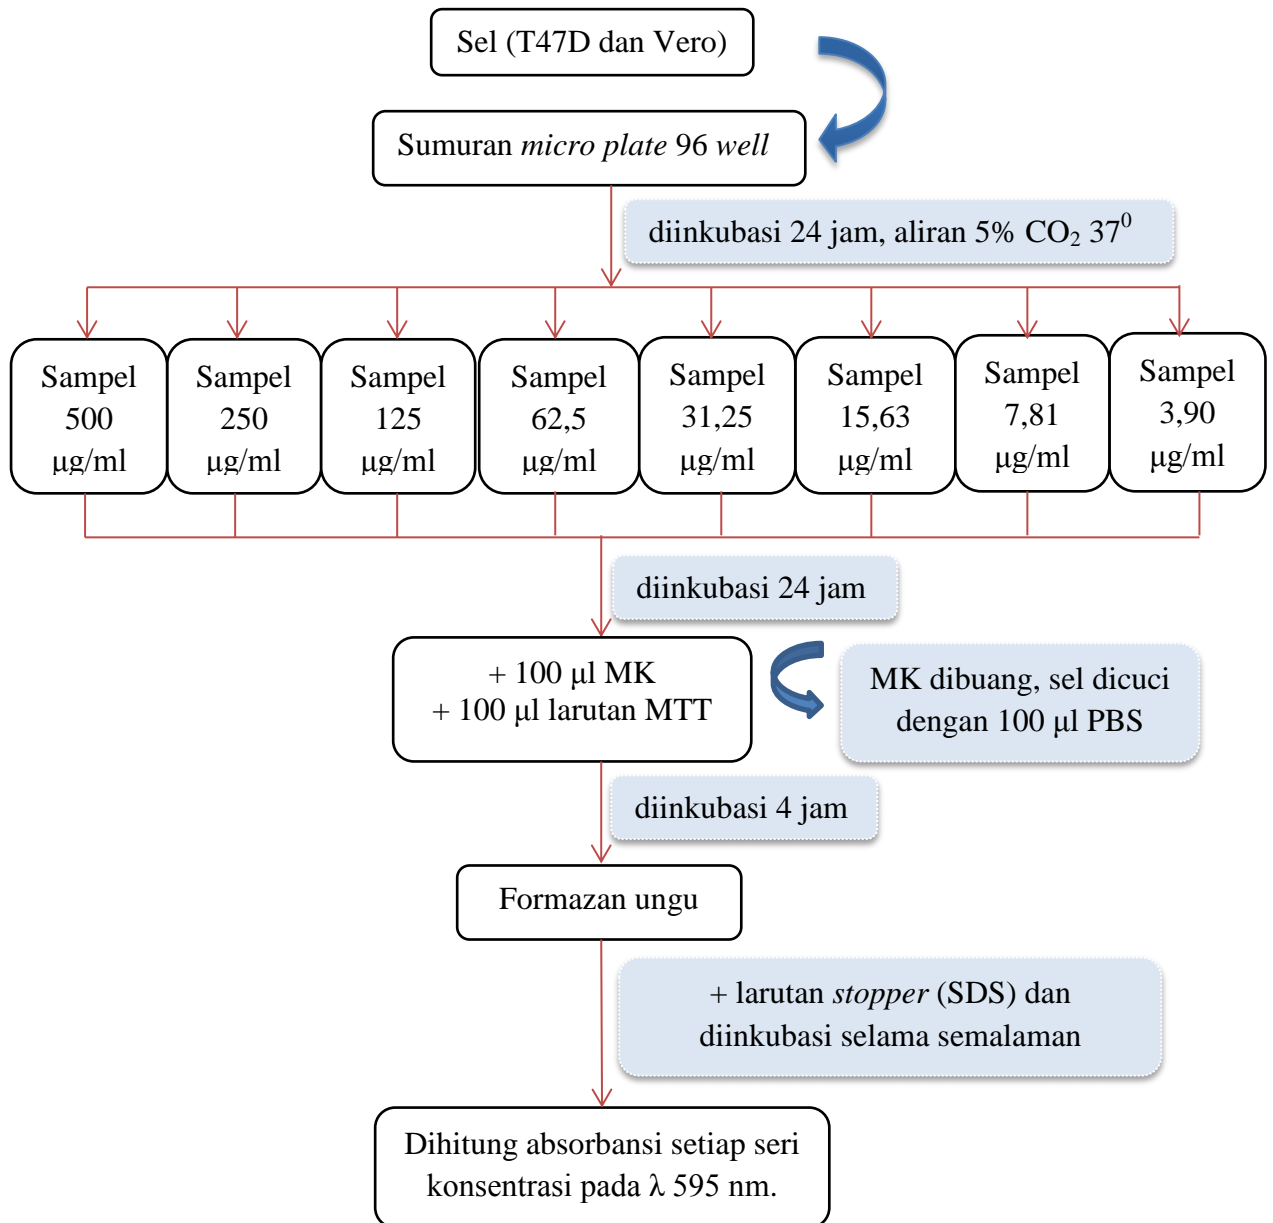 Sel (T47D dan Vero)
Sumuran micro plate 96 well
diinkubasi 24 jam, aliran 5% CO₂ 37⁰
Sampel
500
μg/ml
Sampel
250
μg/ml
Sampel
125
μg/ml
Sampel
62,5
μg/ml
Sampel
31,25
μg/ml
Sampel
15,63
μg/ml
Sampel
7,81
μg/ml
Sampel
3,90
μg/ml
diinkubasi 24 jam
+ 100 μl MK
+ 100 μl larutan MTT
MK dibuang, sel dicuci
dengan 100 μl PBS
diinkubasi 4 jam
Formazan ungu
+ larutan stopper (SDS) dan
diinkubasi selama semalaman
Dihitung absorbansi setiap seri
konsentrasi pada λ 595 nm.